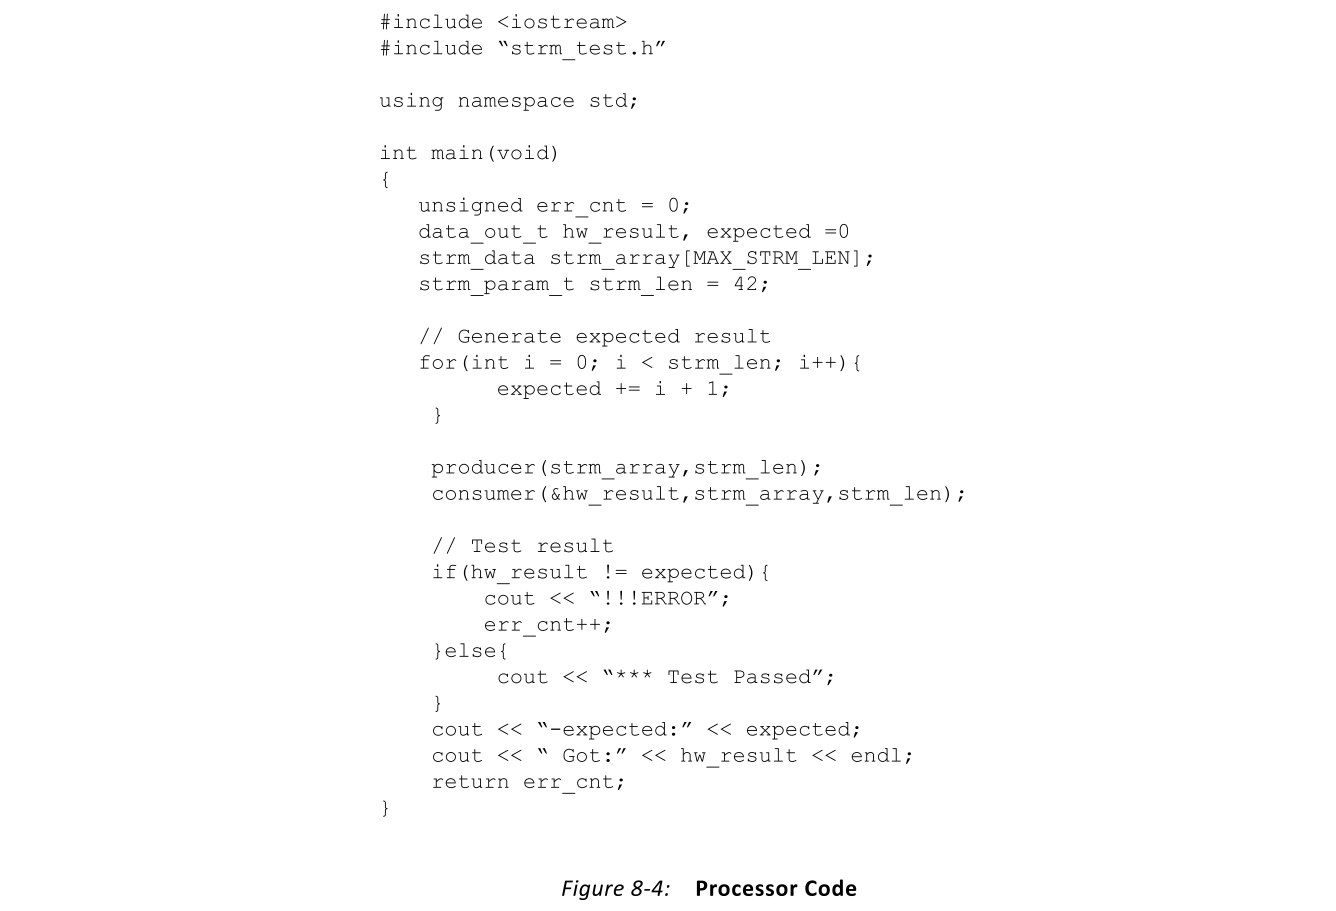 #include <iostream>
#include “strm_test.h”
using namespace std;
int main(void)
{
unsigned err_cnt = 0;
data_out_t hw_result, expected =0
strm_data strm_array[MAX_STRM_LEN];
strm_param_t strm_len = 42;
// Generate expected result
for(int i = 0; i < strm_len; i++){
expected += i + 1;
}
producer(strm_array,strm_len);
consumer(&hw_result,strm_array,strm_len);
// Test result
if(hw_result != expected){
cout << “!!!ERROR”;
err_cnt++;
}else{
cout << “*** Test Passed”;
}
cout << “-expected:” << expected;
cout << “ Got:” << hw_result << endl;
return err_cnt;
}
Figure 8-4: Processor Code